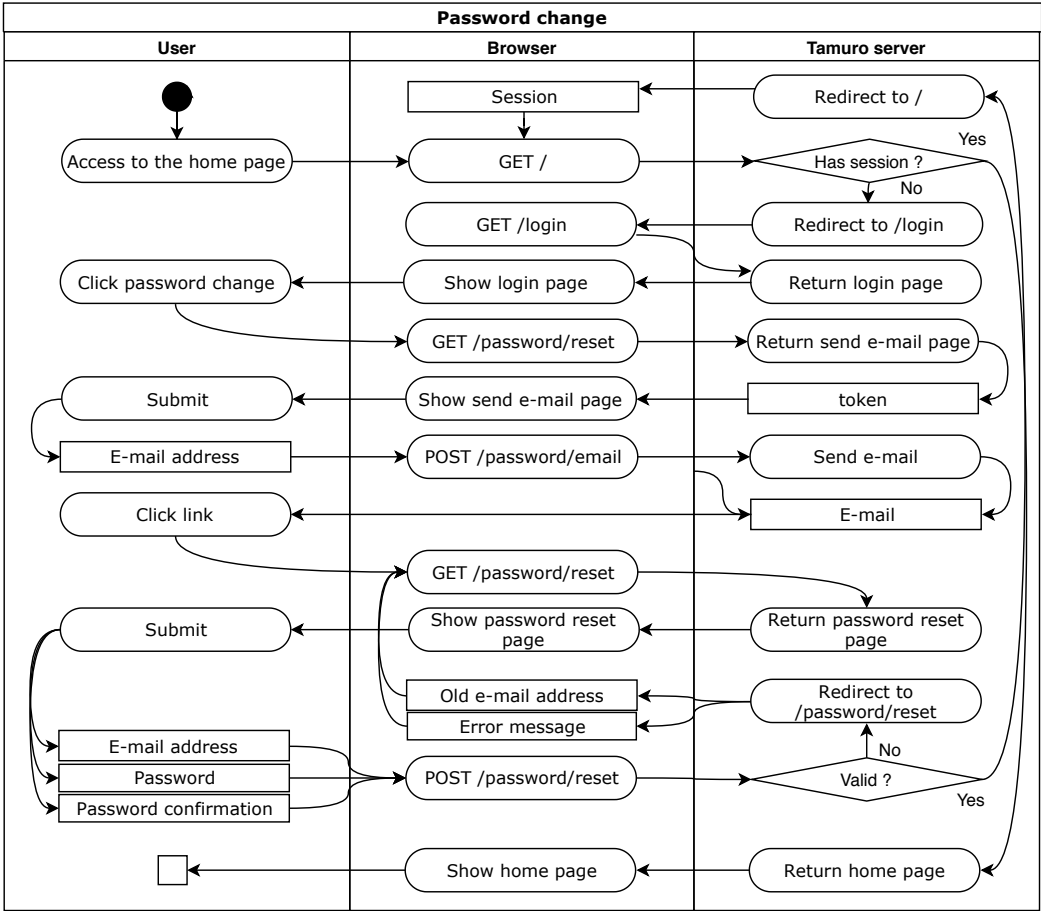 Password change
User
Browser
Tamuro server
Session
Redirect to /
Access to the home page
GET /
Has session ?
Yes
No
GET /login
Redirect to /login
Click password change
Show login page
Return login page
GET /password/reset
Return send e-mail page
Submit
Show send e-mail page
token
E-mail address
POST /password/email
Send e-mail
Click link
E-mail
GET /password/reset
Submit
Show password reset
page
Return password reset
page
Old e-mail address
Error message
Redirect to
/password/reset
E-mail address
Password
Password confirmation
POST /password/reset
No
Valid ?
Yes
Show home page
Return home page